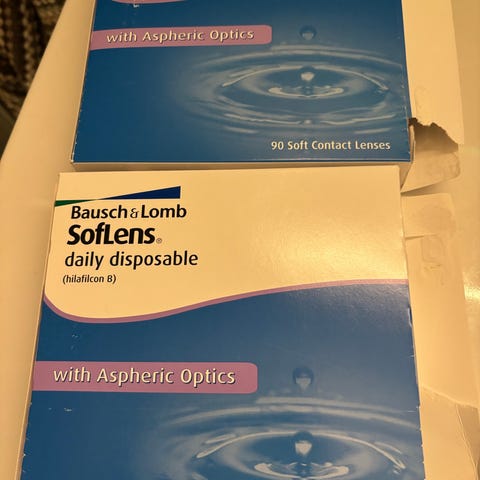 with Aspheric Optics
90 Soft Contact Lenses
Bausch & Lomb
SofLens®
daily disposable
(hilafilcon B)
with Aspheric Optics